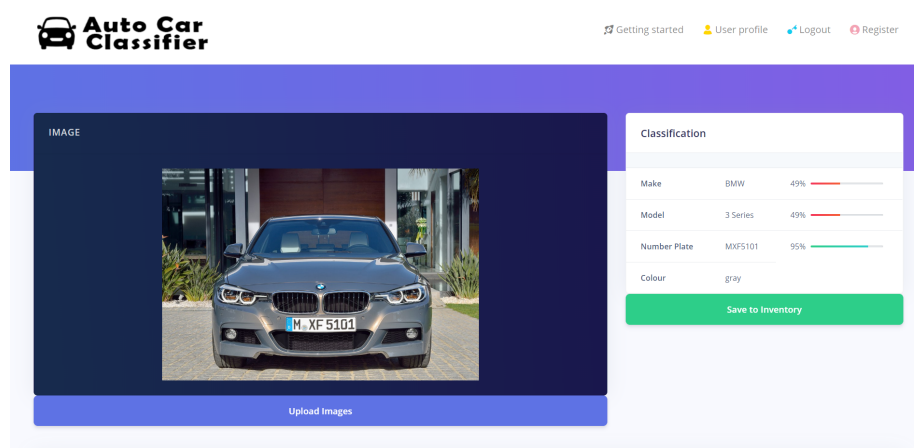 Auto Car
Classifier
Getting started
User profile
Logout
Register
IMAGE
M XF 5101
Upload Images
Classification
Make BMW 49%
Model 3 Series 49%
Number Plate MXF5101 95%
Colour gray
Save to Inventory